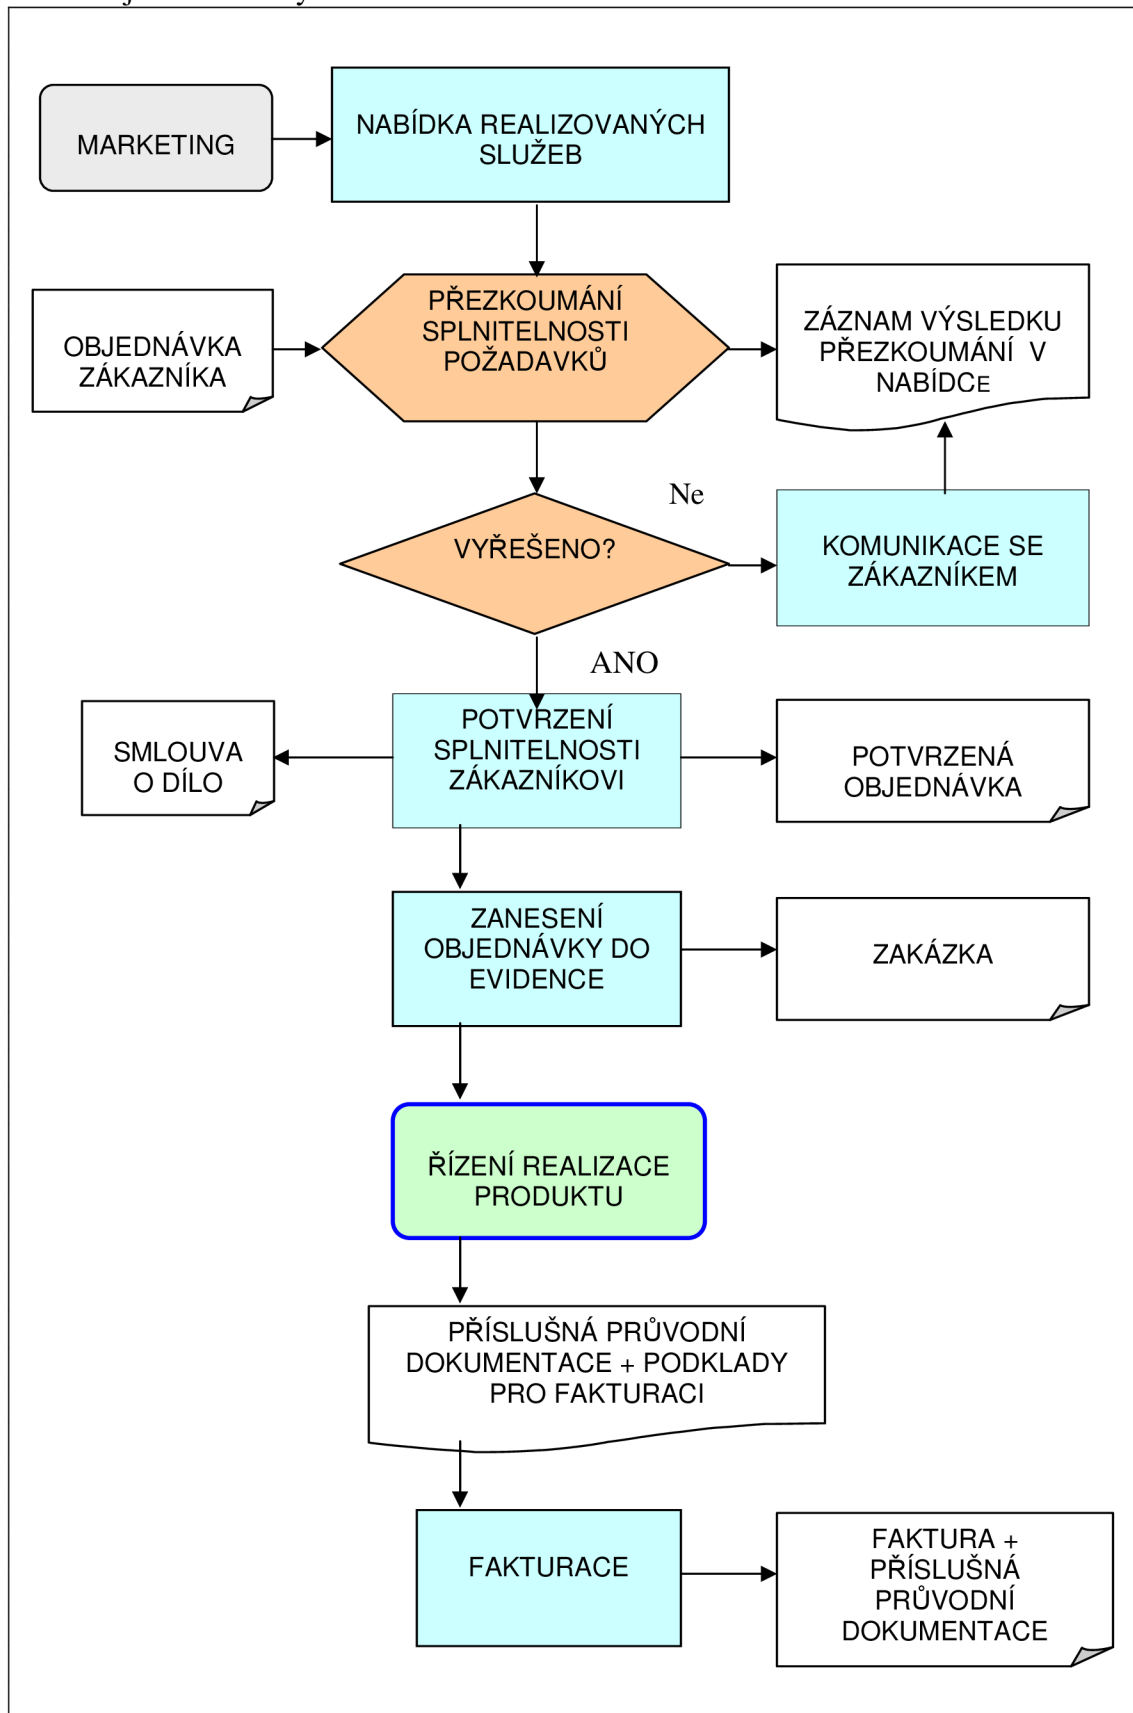 MARKETING
NABÍDKA REALIZOVANÝCH
SLUŽEB
OBJEDNÁVKA
ZÁKAZNÍKA
PŘEZKOUMÁNÍ
SPLNITELNOSTI
POŽADAVKŮ
ZÁZNAM VÝSLEDKU
PŘEZKOUMÁNÍ V
NABÍDCE
VYŘEŠENO?
Ne
KOMUNIKACE SE
ZÁKAZNÍKEM
ANO
SMLOUVA
O DÍLO
POTVRZENÍ
SPLNITELNOSTI
ZÁKAZNÍKOVI
POTVRZENÁ
OBJEDNÁVKA
ZANESENÍ
OBJEDNÁVKY DO
EVIDENCE
ZAKÁZKA
ŘÍZENÍ REALIZACE
PRODUKTU
PŘÍSLUŠNÁ PRŮVODNÍ
DOKUMENTACE + PODKLADY
PRO FAKTURACI
FAKTURACE
FAKTURA +
PŘÍSLUŠNÁ
PRŮVODNÍ
DOKUMENTACE